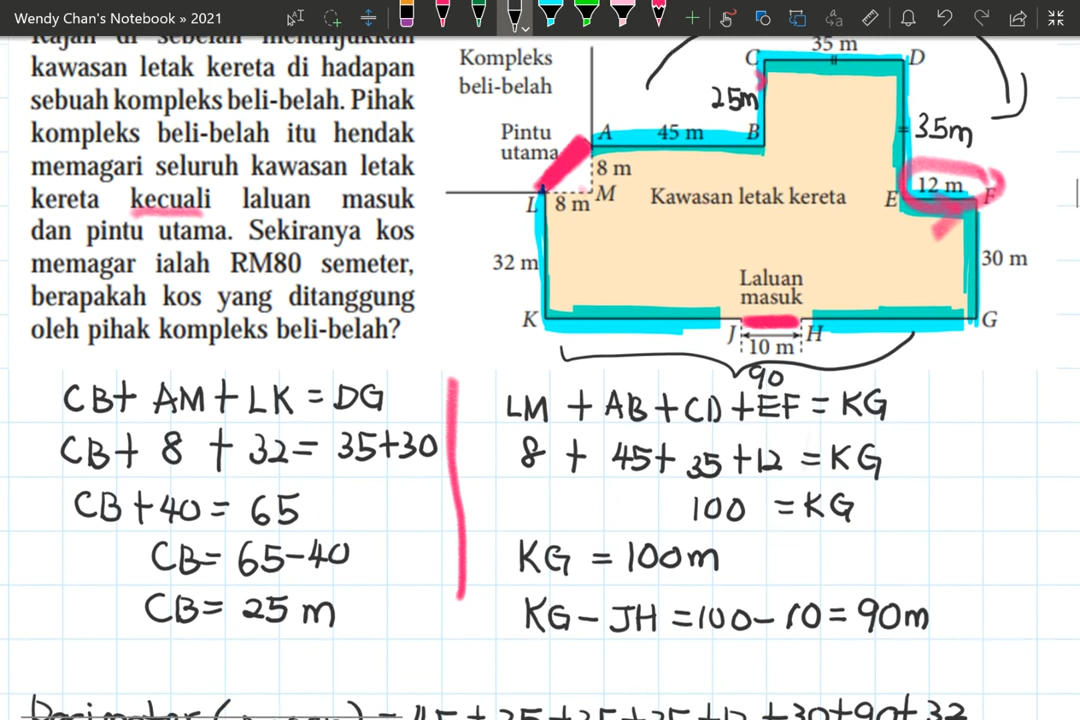 Wendy Chan's Notebook » 2021
Rajah di sebelah menunjukkan
kawasan letak kereta di hadapan
sebuah kompleks beli-belah. Pihak
kompleks beli-belah itu hendak
memagari seluruh kawasan letak
kereta kecuali laluan masuk
dan pintu utama. Sekiranya kos
memagar ialah RM80 semeter,
berapakah kos yang ditanggung
oleh pihak kompleks beli-belah?
Kompleks
beli-belah
Pintu
utama
C
35 m
D
25m
A
45 m
B
35m
8 m
M
L
8 m
Kawasan letak kereta
E
12 m
F
32 m
30 m
Laluan
masuk
K
J
H
G
10 m
90
CB + AM + LK = DG
CB + 8 + 32 = 35+30
CB + 40 = 65
CB = 65-40
CB = 25 m
LM + AB + CD + EF = KG
8 + 45 + 35 + 12 = KG
100 = KG
KG = 100m
KG - JH = 100 - 10 = 90m